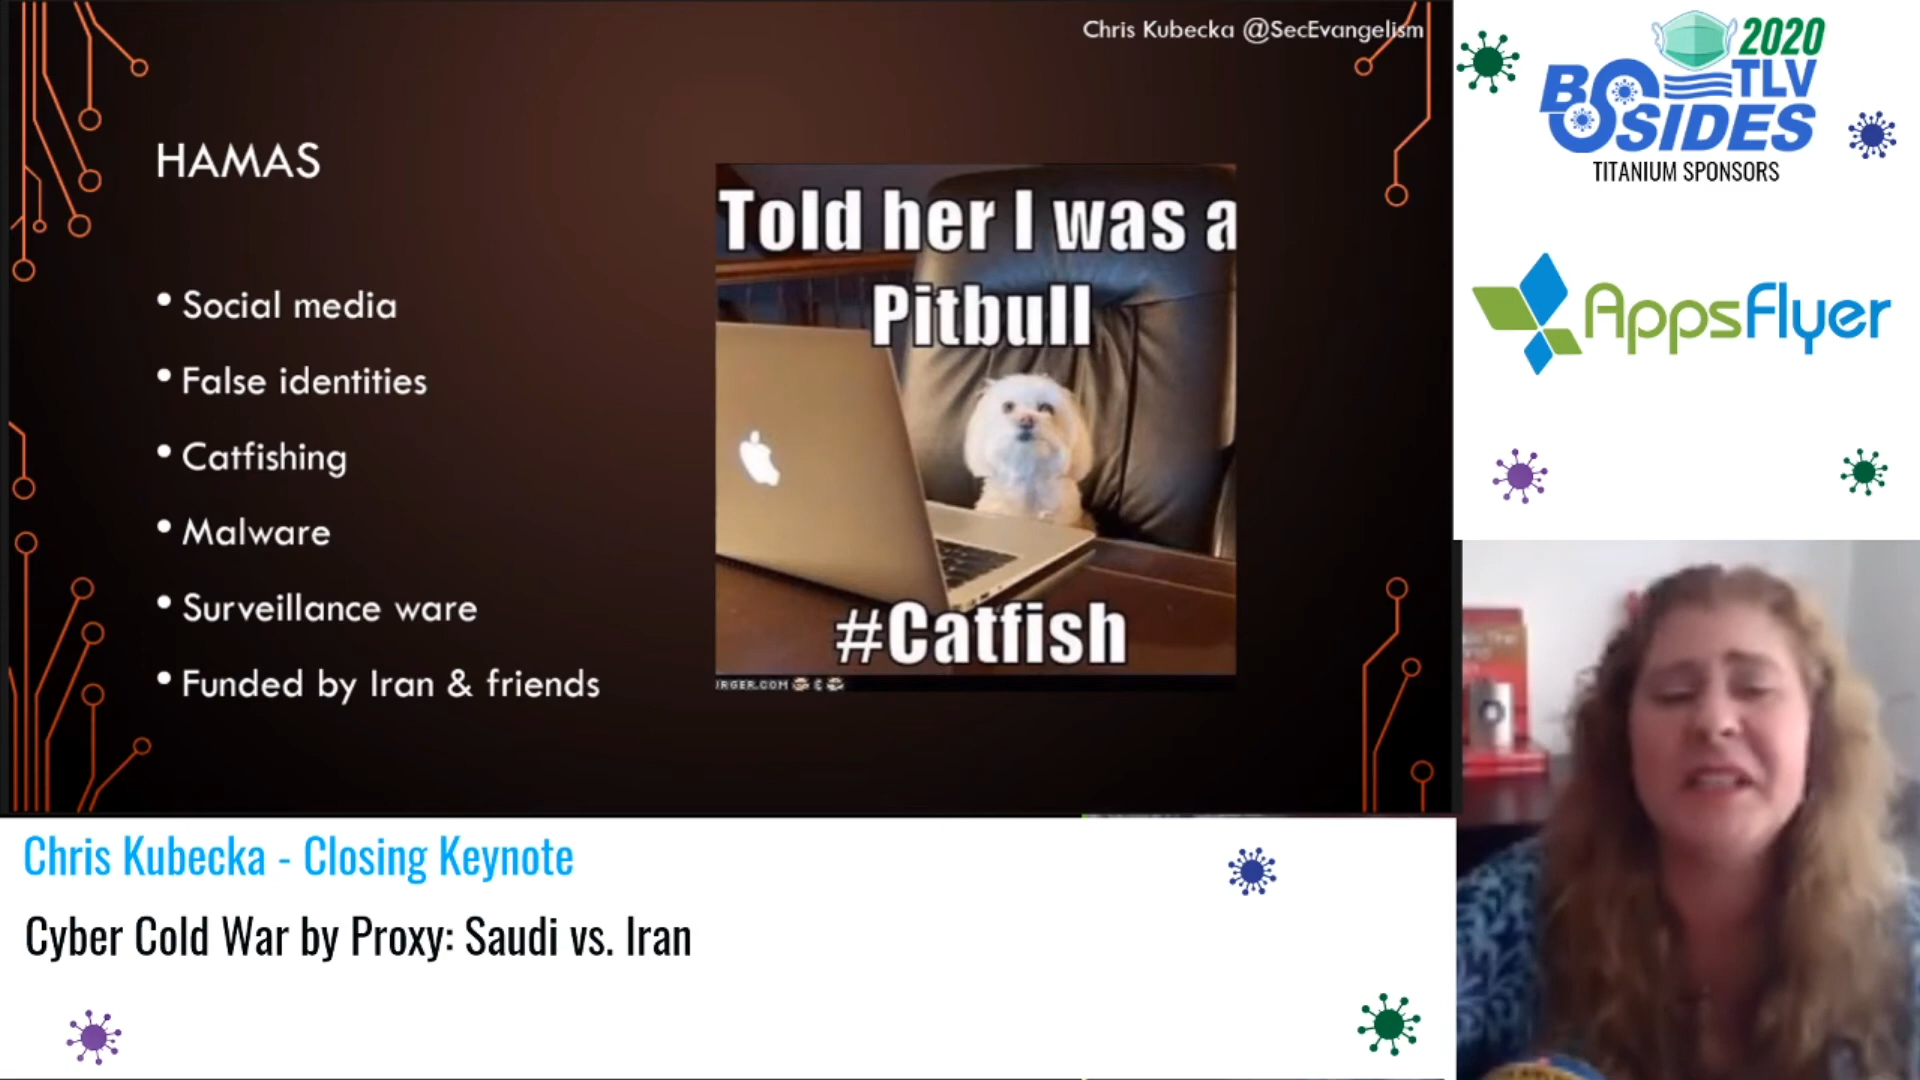 Chris Kubecka @SecEvangelism
HAMAS
• Social media
• False identities
• Catfishing
• Malware
• Surveillance ware
• Funded by Iran & friends
Told her I was a
Pitbull
#Catfish
RGER.COM
2020
BSIDES
TLV
TITANIUM SPONSORS
AppsFlyer
Chris Kubecka - Closing Keynote
Cyber Cold War by Proxy: Saudi vs. Iran